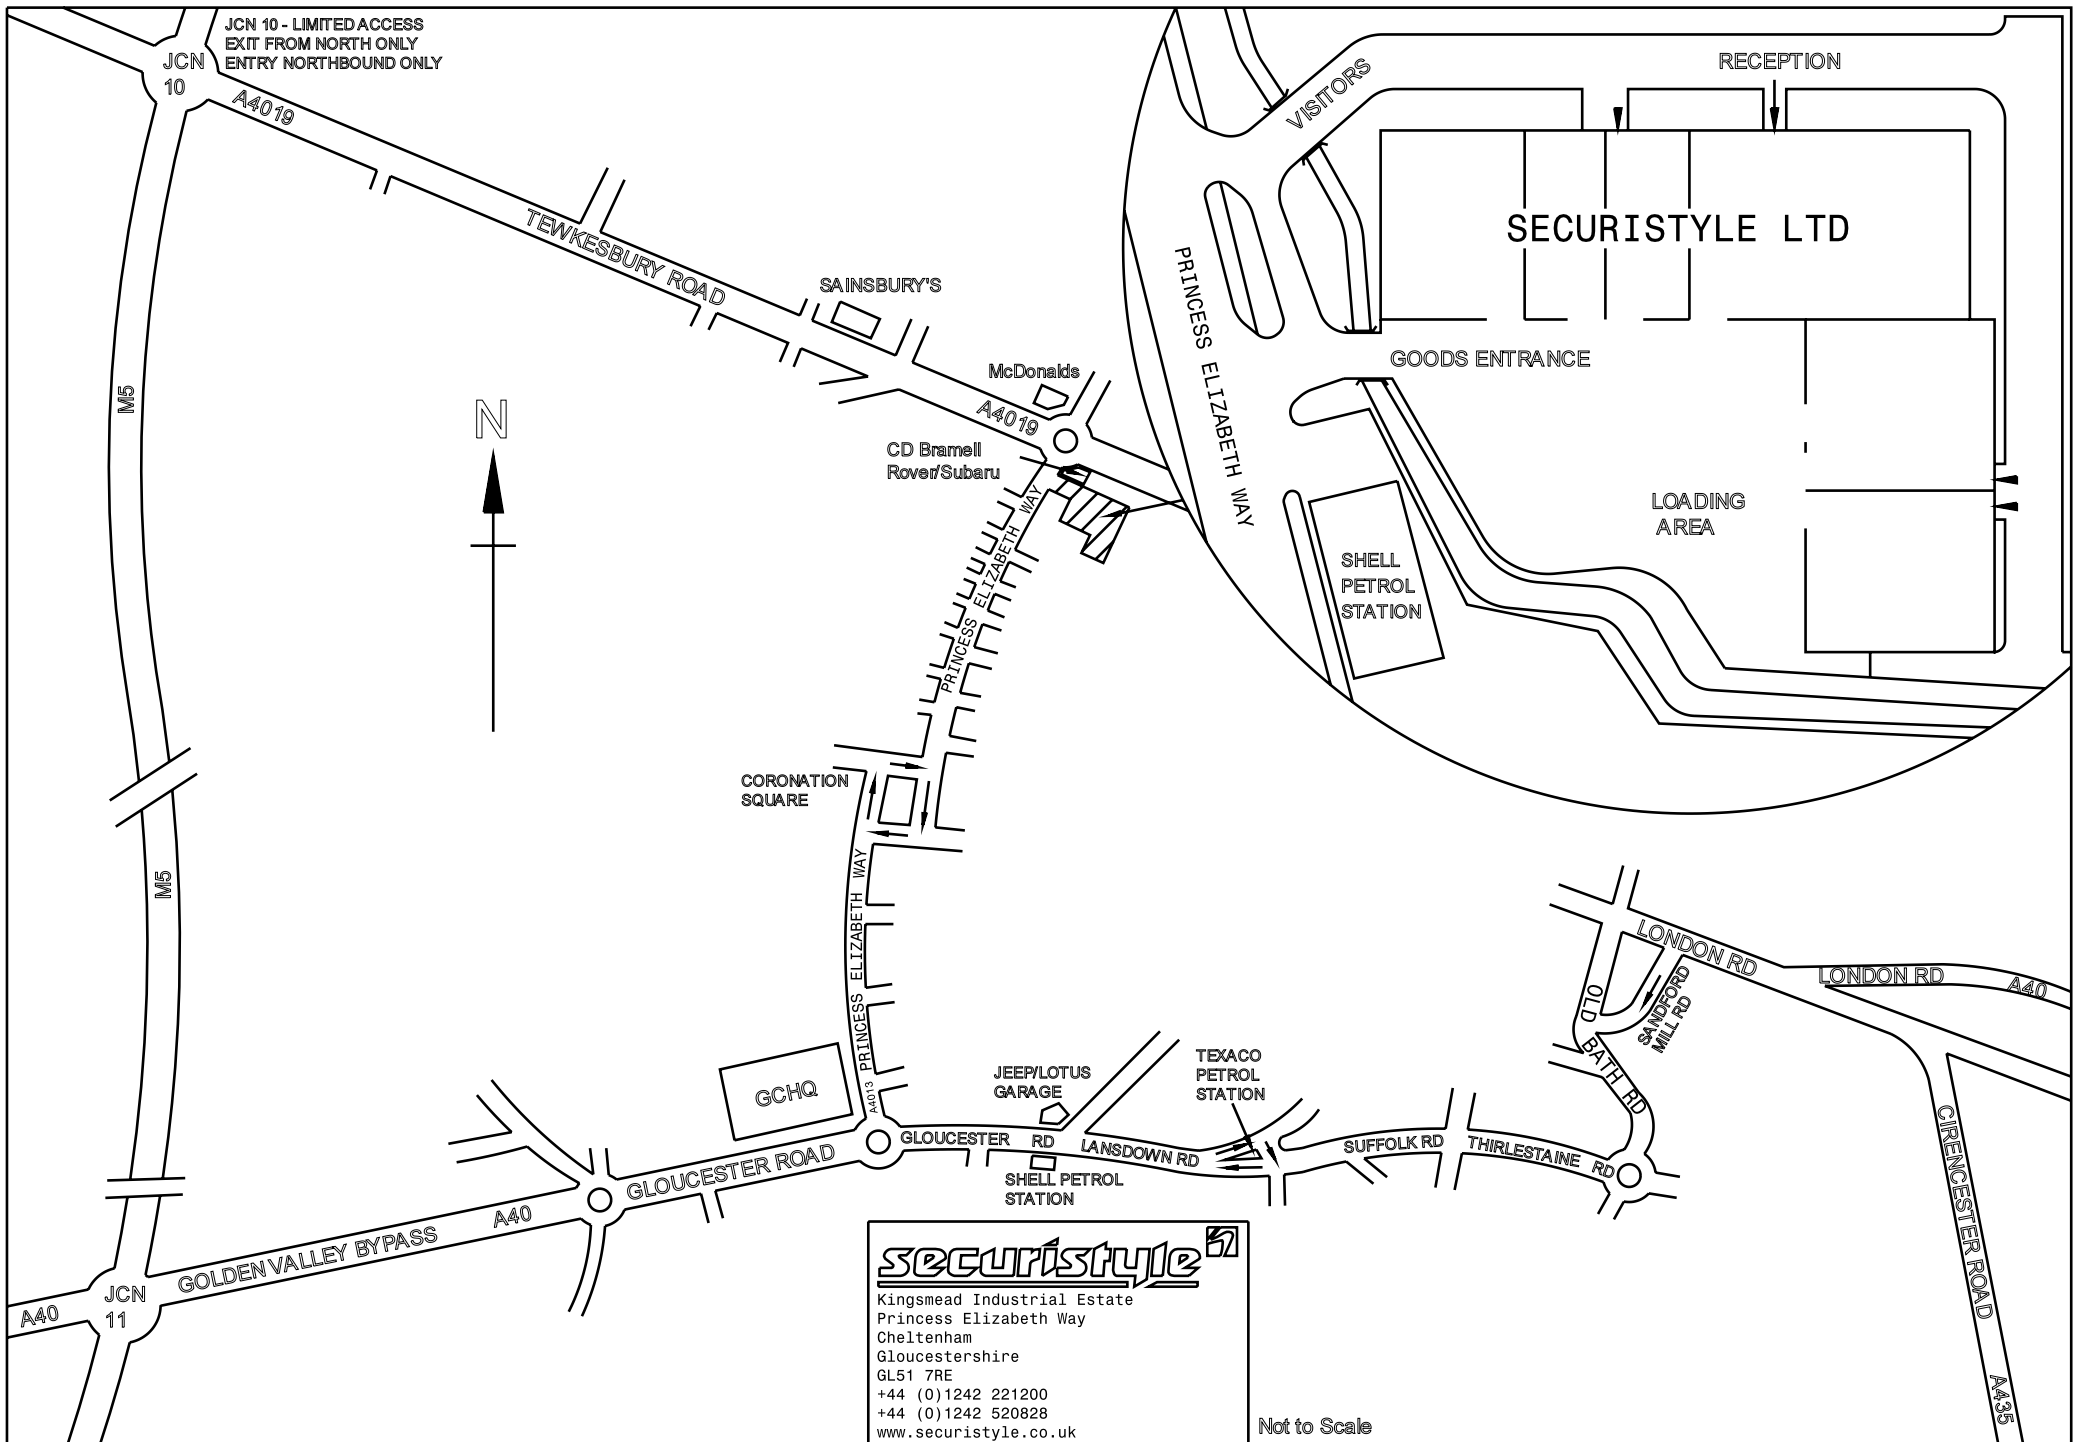 JCN 10 - LIMITED ACCESS
EXIT FROM NORTH ONLY
ENTRY NORTHBOUND ONLY
JCN
10
A4019
TEWKESBURY ROAD
SAINSBURY'S
McDonalds
A4019
CD Bramell
Rover/Subaru
M5
N
VISITORS
RECEPTION
SECURISTYLE LTD
PRINCESS ELIZABETH WAY
GOODS ENTRANCE
LOADING
AREA
SHELL
PETROL
STATION
PRINCESS ELIZABETH WAY
CORONATION
SQUARE
M5
PRINCESS ELIZABETH WAY
A4013
GCHQ
JEEP/LOTUS
GARAGE
TEXACO
PETROL
STATION
GLOUCESTER RD
LANSDOWN RD
SUFFOLK RD
THIRLESTAINE RD
SHELL PETROL
STATION
OLD BATH RD
SANDFORD
MILL RD
LONDON RD
LONDON RD
A40
CIRENCESTER ROAD
A435
GLOUCESTER ROAD
A40
GOLDEN VALLEY BYPASS
JCN
11
A40
securistyle
Kingsmead Industrial Estate
Princess Elizabeth Way
Cheltenham
Gloucestershire
GL51 7RE
+44 (0)1242 221200
+44 (0)1242 520828
www.securistyle.co.uk
Not to Scale